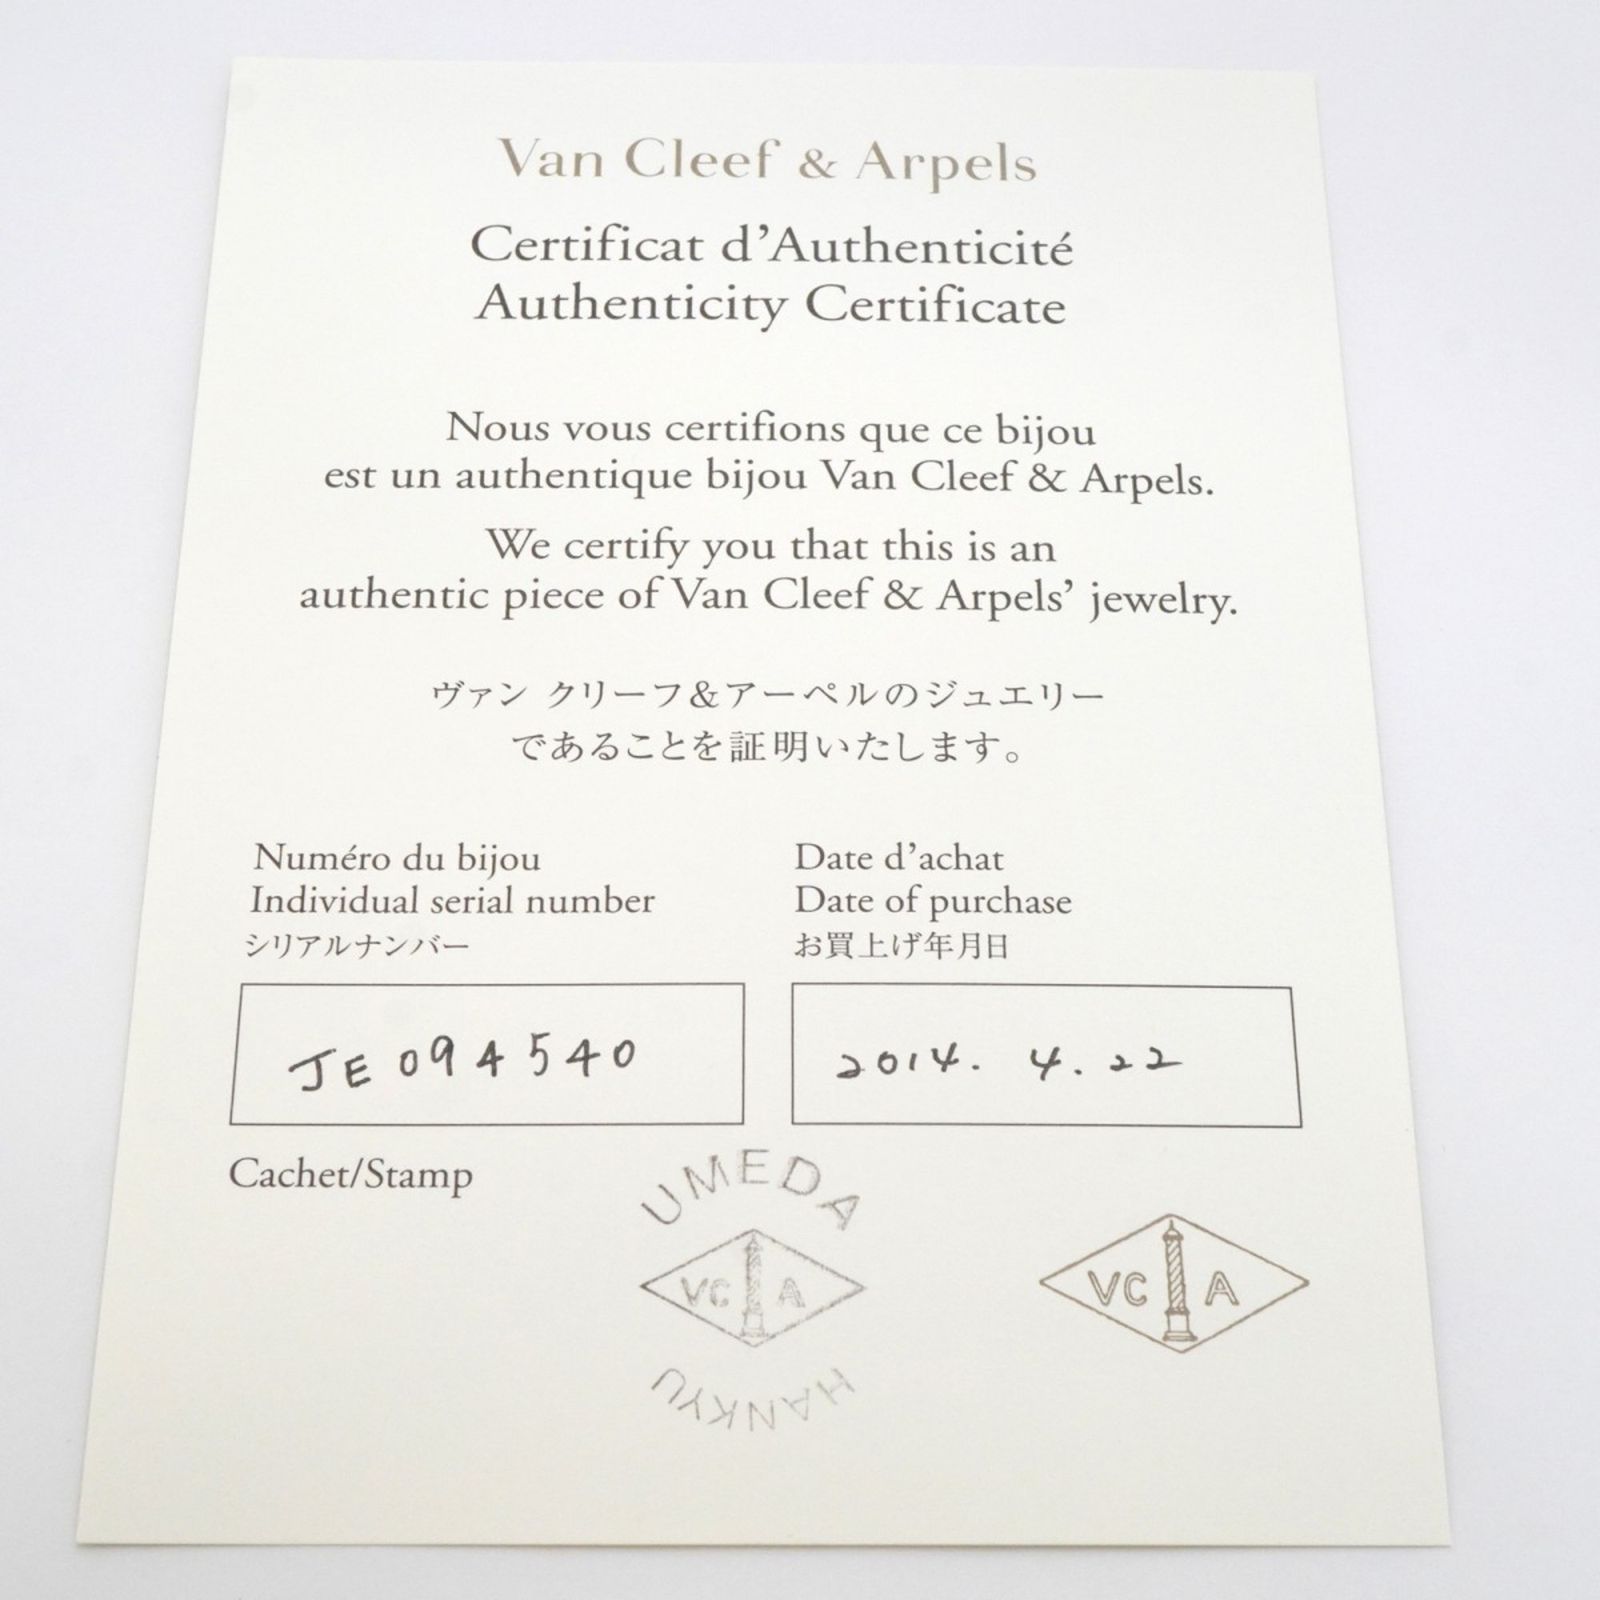 Van Cleef & Arpels
Certificat d'Authenticité
Authenticity Certificate
Nous vous certifions que ce bijou
est un authentique bijou Van Cleef & Arpels.
We certify you that this is an
authentic piece of Van Cleef & Arpels' jewelry.
ヴァン クリーフ&アーペルのジュエリー
であることを証明いたします。
Numéro du bijou
Individual serial number
シリアルナンバー
JE 094540
Date d'achat
Date of purchase
お買上げ年月日
2014. 4. 22
Cachet/Stamp
UMEDA
VC A
HANKYU
VC A